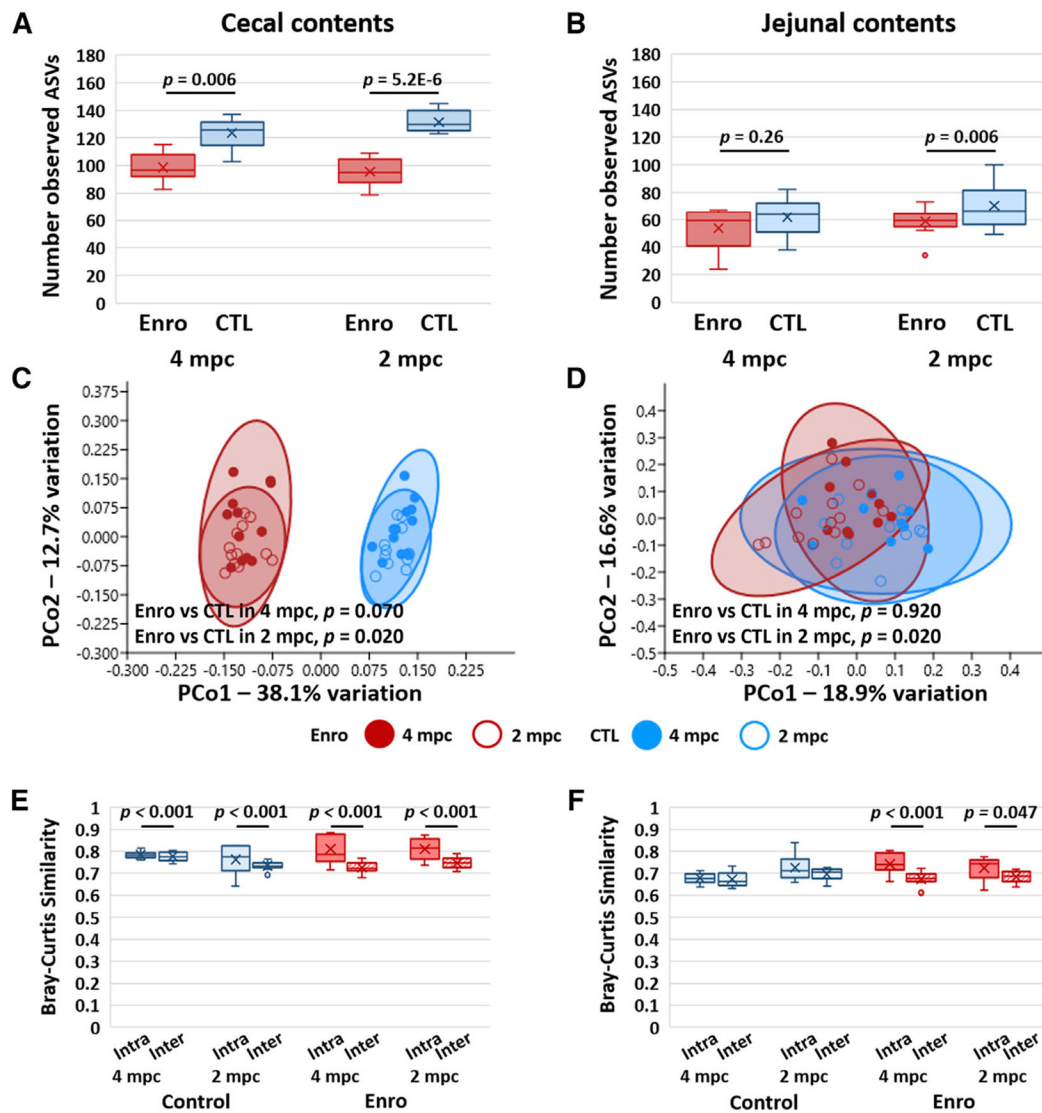 A
Cecal contents
Number observed ASVs
180
160
140
120
100
80
60
40
20
0
p = 0.006
p = 5.2E-6
Enro CTL Enro CTL
4 mpc 2 mpc
B
Jejunal contents
Number observed ASVs
180
160
140
120
100
80
60
40
20
0
p = 0.26
p = 0.006
Enro CTL Enro CTL
4 mpc 2 mpc
C
PCo2 – 12.7% variation
0.375
0.300
0.225
0.150
0.075
0.000
-0.075
-0.150
-0.225
-0.300
Enro vs CTL in 4 mpc, p = 0.070
Enro vs CTL in 2 mpc, p = 0.020
-0.300 -0.225 -0.150 -0.075 0.000 0.075 0.150 0.225
PCo1 – 38.1% variation
D
PCo2 – 16.6% variation
0.4
0.3
0.2
0.1
0.0
-0.1
-0.2
-0.3
-0.4
-0.5
Enro vs CTL in 4 mpc, p = 0.920
Enro vs CTL in 2 mpc, p = 0.020
-0.5 -0.4 -0.3 -0.2 -0.1 0.0 0.1 0.2 0.3 0.4
PCo1 – 18.9% variation
Enro 4 mpc 2 mpc CTL 4 mpc 2 mpc
E
Bray-Curtis Similarity
1
0.9
0.8
0.7
0.6
0.5
0.4
0.3
0.2
0.1
0
p < 0.001 p < 0.001 p < 0.001 p < 0.001
Intra Inter Intra Inter Intra Inter Intra Inter
4 mpc 2 mpc 4 mpc 2 mpc
Control Enro
F
Bray-Curtis Similarity
1
0.9
0.8
0.7
0.6
0.5
0.4
0.3
0.2
0.1
0
p < 0.001 p = 0.047
Intra Inter Intra Inter Intra Inter Intra Inter
4 mpc 2 mpc 4 mpc 2 mpc
Control Enro